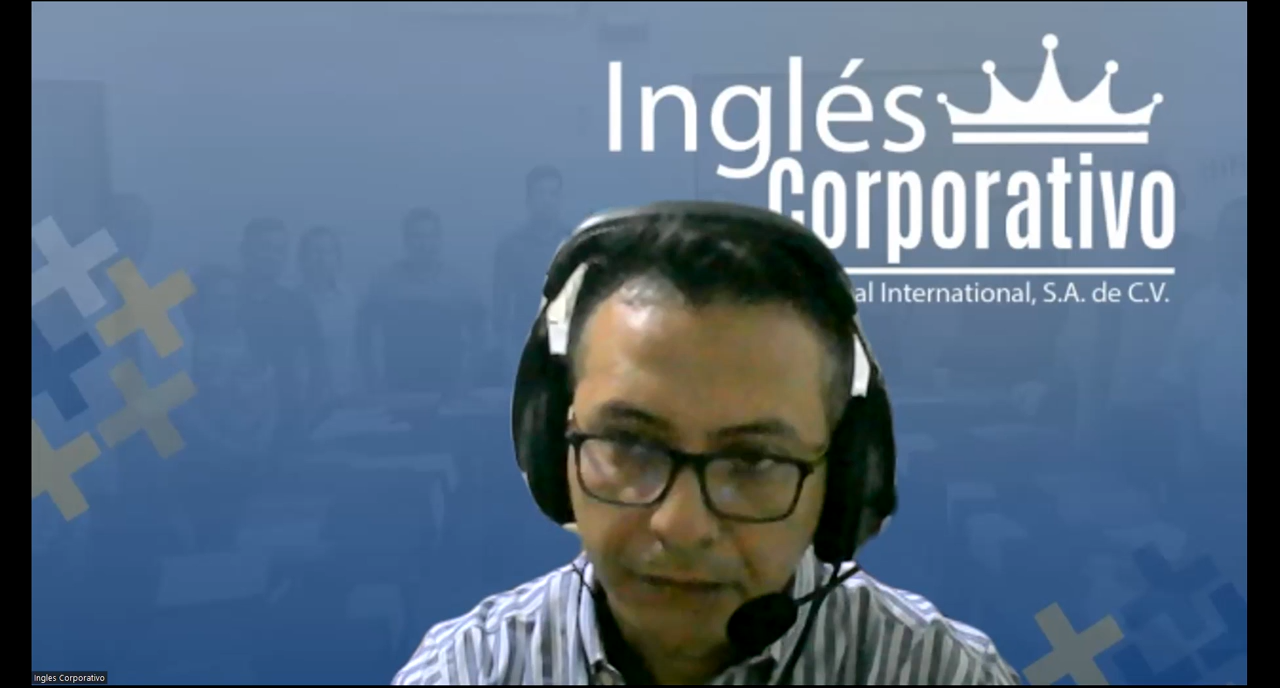 Inglés
Corporativo
al International, S.A. de C.V.
Ingles Corporativo